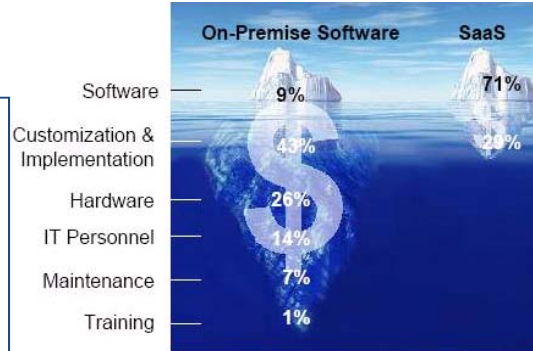 On-Premise Software SaaS
Software 9% 71%
Customization & 43% 29%
Implementation
Hardware 26%
IT Personnel 14%
Maintenance 7%
Training 1%
$